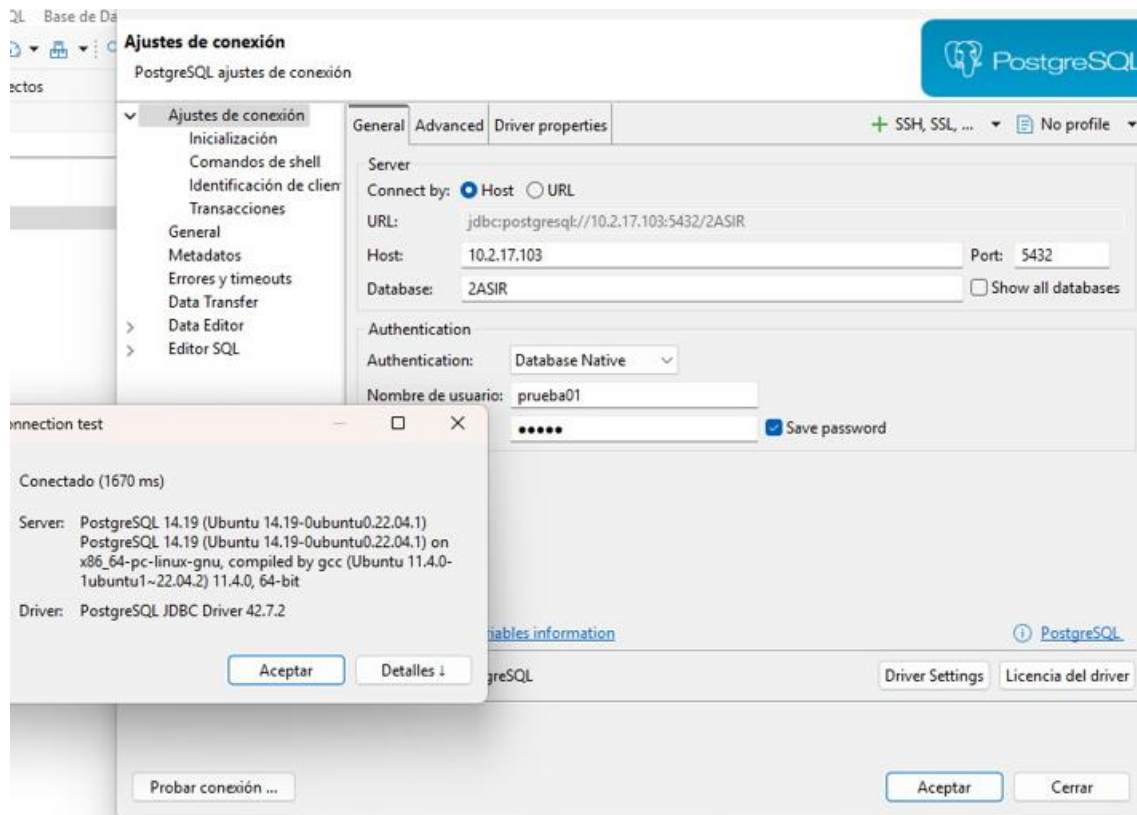 QL Base de Da
ectos
Ajustes de conexión
PostgreSQL ajustes de conexión
PostgreSQL
Ajustes de conexión
Inicialización
Comandos de shell
Identificación de clien
Transacciones
General
Metadatos
Errores y timeouts
Data Transfer
Data Editor
Editor SQL
General Advanced Driver properties
SSH, SSL, ... No profile
Server
Connect by: Host URL
URL: jdbc:postgresql://10.2.17.103:5432/2ASIR
Host: 10.2.17.103 Port: 5432
Database: 2ASIR Show all databases
Authentication
Authentication: Database Native
Nombre de usuario: prueba01
••••• Save password
onnection test
Conectado (1670 ms)
Server: PostgreSQL 14.19 (Ubuntu 14.19-0ubuntu0.22.04.1)
PostgreSQL 14.19 (Ubuntu 14.19-0ubuntu0.22.04.1) on
x86_64-pc-linux-gnu, compiled by gcc (Ubuntu 11.4.0-
1ubuntu1~22.04.2) 11.4.0, 64-bit
Driver: PostgreSQL JDBC Driver 42.7.2
Aceptar Detalles ↓
iables information PostgreSQL
greSQL Driver Settings Licencia del driver
Probar conexión ... Aceptar Cerrar